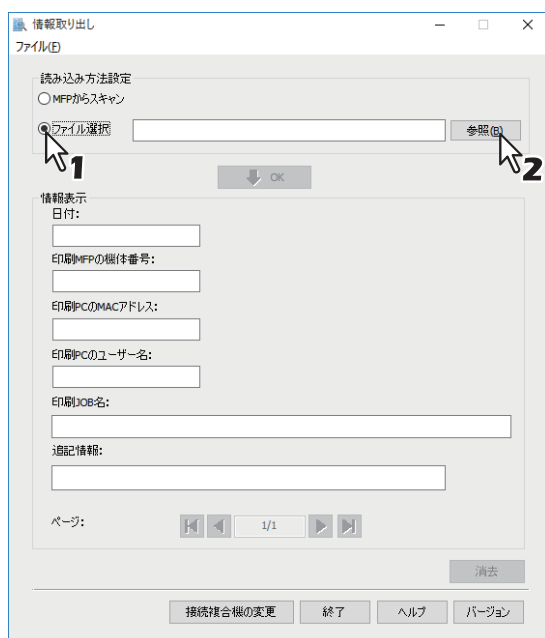 情報取り出し
ファイル(F)
読み込み方法設定
MFPからスキャン
ファイル選択
参照(R)
1
2
OK
情報表示
日付:
印刷MFPの機体番号:
印刷PCのMACアドレス:
印刷PCのユーザー名:
印刷JOB名:
追記情報:
ページ: 1/1
消去
接続複合機の変更 終了 ヘルプ バージョン